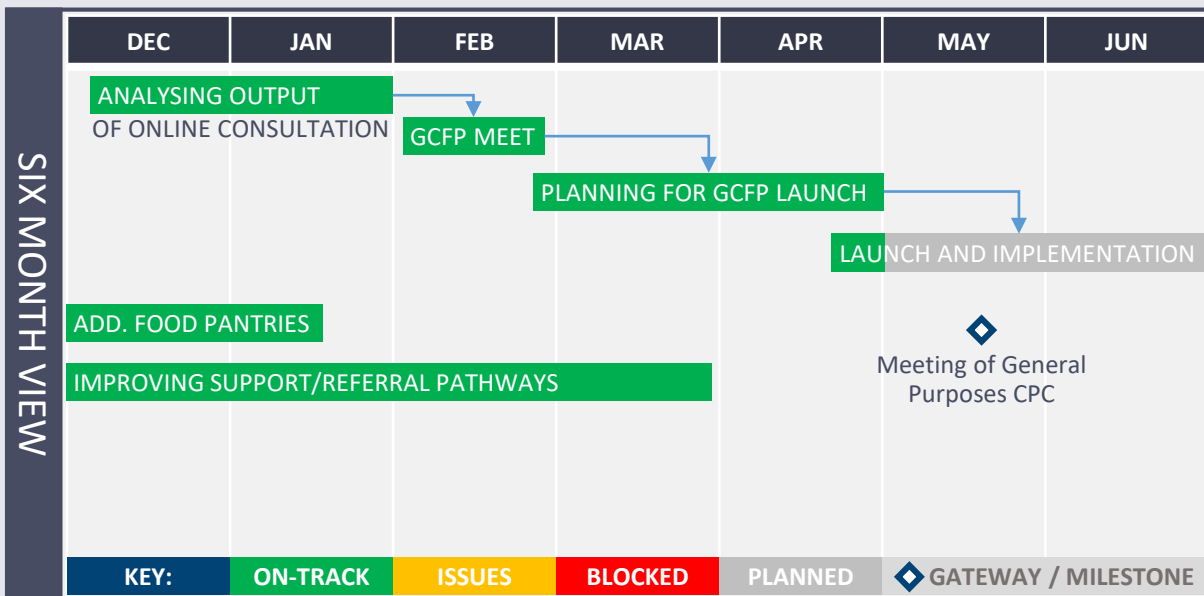 SIX MONTH VIEW
DEC JAN FEB MAR APR MAY JUN
ANALYSING OUTPUT
OF ONLINE CONSULTATION
GCFP MEET
PLANNING FOR GCFP LAUNCH
LAUNCH AND IMPLEMENTATION
ADD. FOOD PANTRIES
Meeting of General
Purposes CPC
IMPROVING SUPPORT/REFERRAL PATHWAYS
KEY: ON-TRACK ISSUES BLOCKED PLANNED GATEWAY / MILESTONE